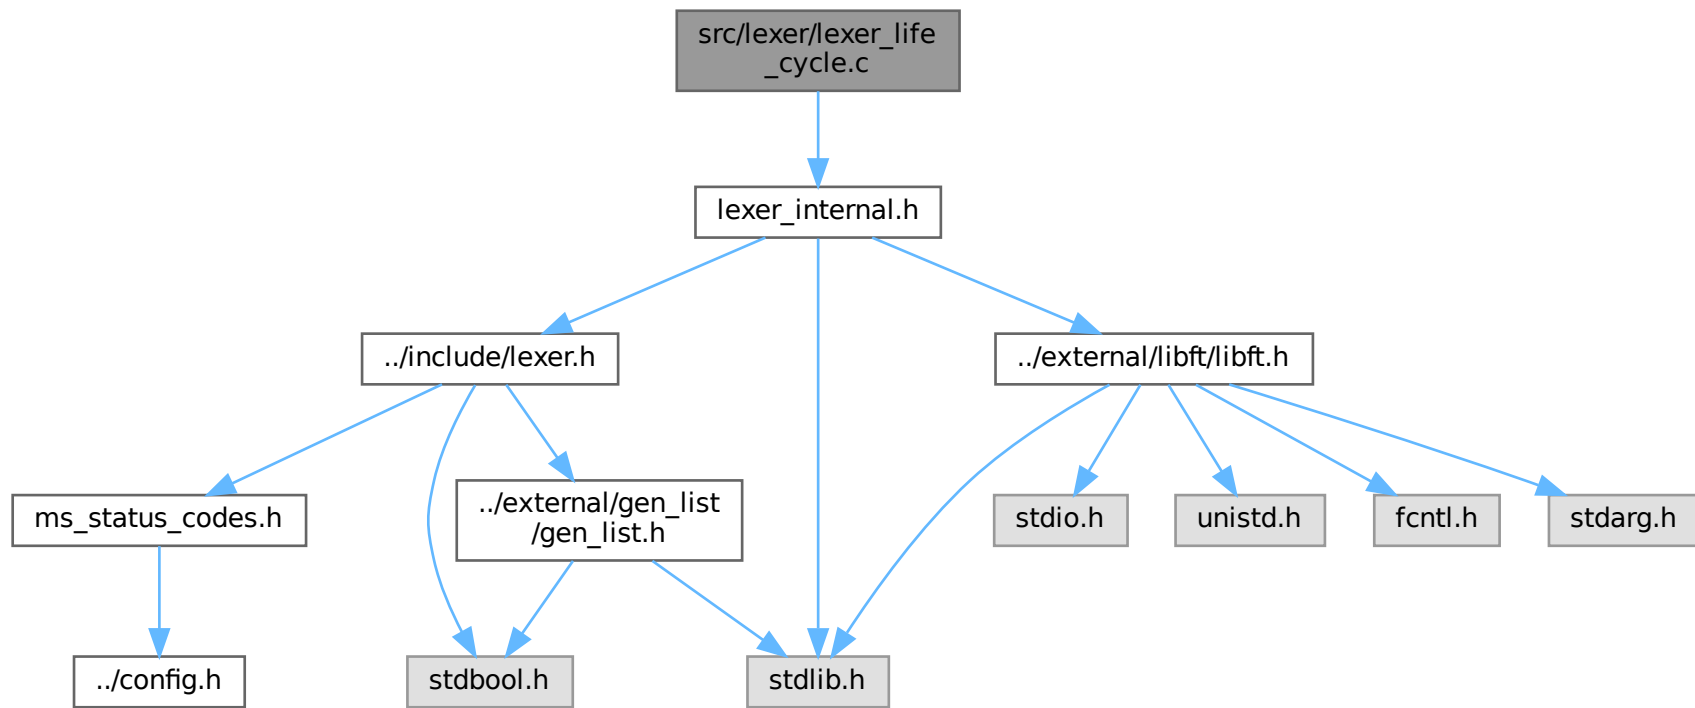 src/lexer/lexer_life
_cycle.c
lexer_internal.h
../include/lexer.h
../external/libft/libft.h
ms_status_codes.h
../external/gen_list
/gen_list.h
stdio.h
unistd.h
fcntl.h
stdarg.h
../config.h
stdbool.h
stdlib.h